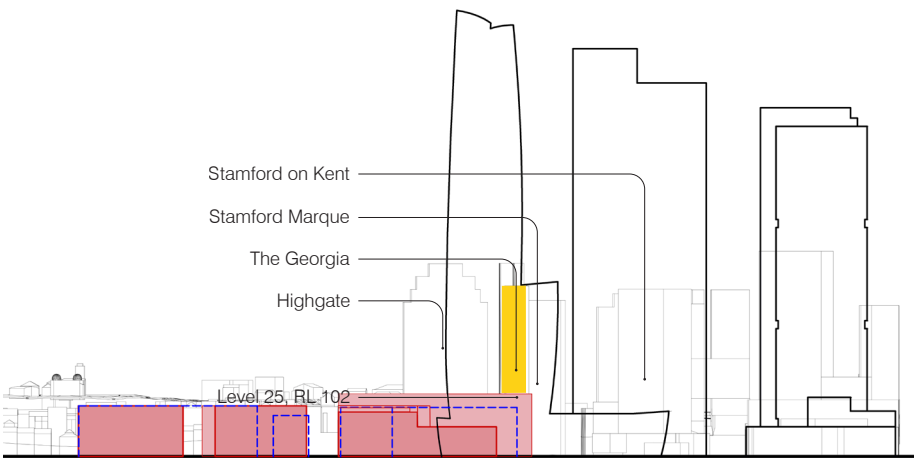 Stamford on Kent
Stamford Marque
The Georgia
Highgate
Level 25, RL 102